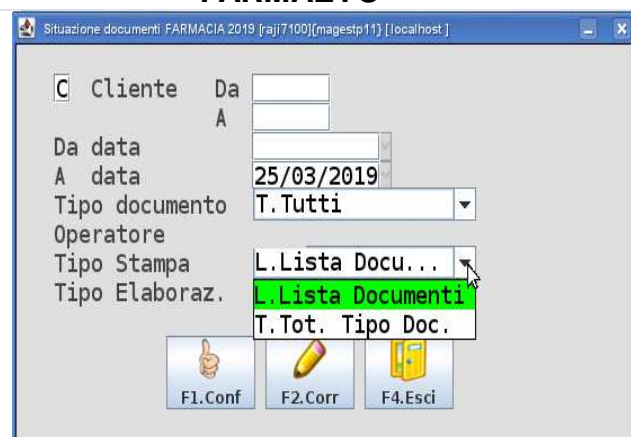 Situazione documenti FARMACIA 2019 [raji7100]{magestp11} [localhost ]
C Cliente Da
A
Da data
A data 25/03/2019
Tipo documento T.Tutti
Operatore
Tipo Stampa L.Lista Docu...
Tipo Elaboraz. L.Lista Documenti
T.Tot. Tipo Doc.
F1.Conf F2.Corr F4.Esci